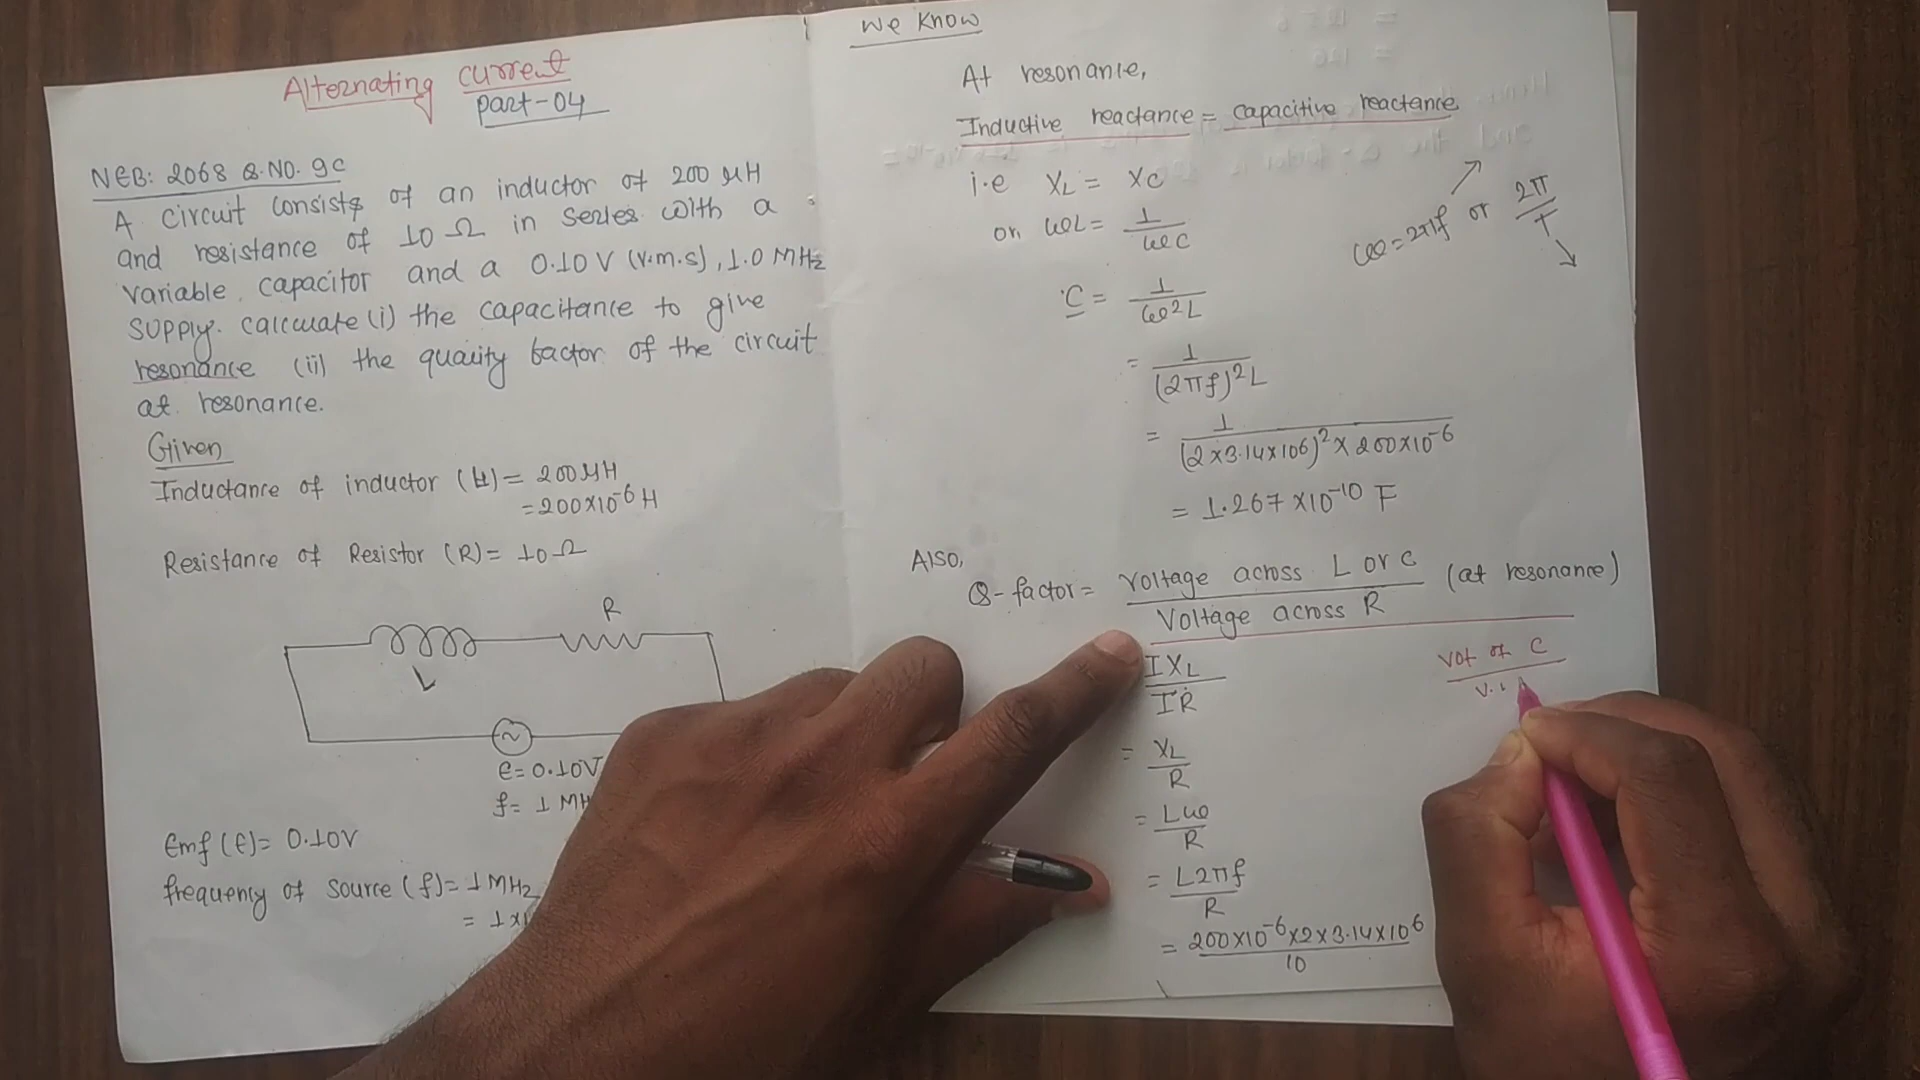 Alternating current
part-04
NEB: 2068 Q.NO. 9c
A circuit consists of an inductor of 200 μH
and resistance of 10 Ω in series with a
variable capacitor and a 0.10 V (r.m.s), 1.0 MHz
supply. calculate (i) the capacitance to give
resonance (ii) the quality factor of the circuit
at resonance.
Given
Inductance of inductor (L) = 200 μH
= 200×10⁻⁶ H
Resistance of Resistor (R) = 10 Ω
R
L
~
E = 0.10V
f = 1 MH
Emf (E) = 0.10V
frequency of source (f) = 1 MHz
= 1×1
we know
At resonance,
Inductive reactance = capacitive reactance
i.e XL = Xc
or, ωL = 1/ωC
ω = 2πf or 2π/T
C = 1/ω²L
= 1/(2πf)²L
= 1/(2×3.14×10⁶)² × 200×10⁻⁶
= 1.267 ×10⁻¹⁰ F
Also,
Q-factor = Voltage across L or C / Voltage across R (at resonance)
IXL/IR
Vot of C
V.
= XL/R
= Lω/R
= L2πf/R
= 200×10⁻⁶×2×3.14×10⁶/10